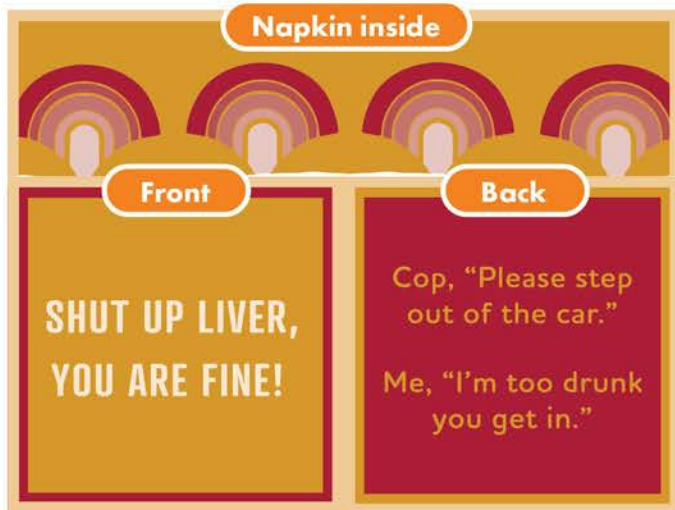 Napkin inside
Front
SHUT UP LIVER,
YOU ARE FINE!
Back
Cop, “Please step
out of the car.”
Me, “I’m too drunk
you get in.”